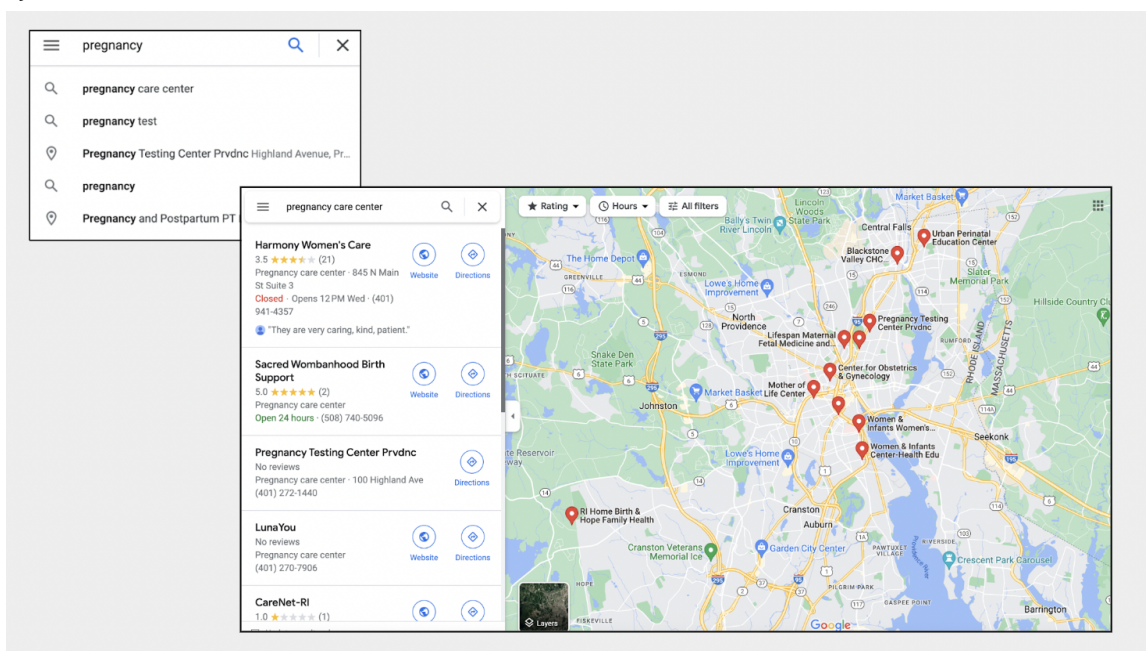 pregnancy
pregnancy care center
pregnancy test
Pregnancy Testing Center Prvdnc Highland Avenue, Pr...
pregnancy
Pregnancy and Postpartum PT
pregnancy care center
Harmony Women's Care
3.5 (21)
Pregnancy care center · 845 N Main
St Suite 3
Closed · Opens 12 PM Wed · (401)
941-4357
"They are very caring, kind, patient."
Website
Directions
Sacred Wombanhood Birth
Support
5.0 (2)
Pregnancy care center
Open 24 hours · (508) 740-5096
Website
Directions
Pregnancy Testing Center Prvdnc
No reviews
Pregnancy care center · 100 Highland Ave
(401) 272-1440
Directions
LunaYou
No reviews
Pregnancy care center
(401) 270-7906
Website
Directions
CareNet-RI
1.0 (1)
Rating
Hours
All filters
Lincoln
Woods
State Park
Market Basket
Bally's Twin
River Lincoln
Central Falls
Urban Perinatal
Education Center
Blackstone
Valley CHC
The Home Depot
GREENVILLE
ESMOND
Slater
Memorial Park
Lowe's Home
Improvement
Hillside Country Cl
North
Providence
Pregnancy Testing
Center Prvdnc
Lifespan Maternal
Fetal Medicine and...
RUMFORD
RHODE ISLAND
MASSACHUSETTS
Snake Den
State Park
H SCITUATE
Center for Obstetrics
& Gynecology
Mother of
Life Center
Market Basket
Johnston
Women &
Infants Women's...
Seekonk
Women & Infants
Center-Health Edu
te Reservoir
way
Lowe's Home
Improvement
Cranston
Auburn
RI Home Birth &
Hope Family Health
Cranston Veterans
Memorial Ice
Garden City Center
PAWTUXET
VILLAGE
RIVERSIDE
Providence River
Crescent Park Carousel
HOPE
PILGRIM PARK
GASPEE POINT
Barrington
FISKEVILLE
Layers
Google